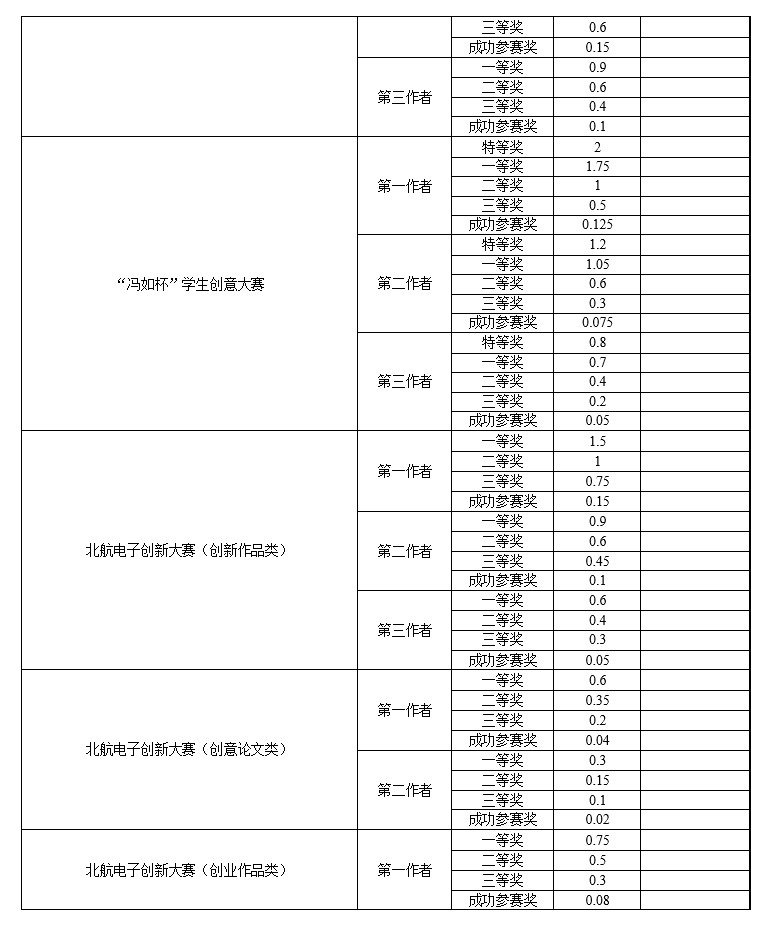 三等奖 0.6
成功参赛奖 0.15
第三作者
一等奖 0.9
二等奖 0.6
三等奖 0.4
成功参赛奖 0.1
“冯如杯”学生创意大赛
第一作者
特等奖 2
一等奖 1.75
二等奖 1
三等奖 0.5
成功参赛奖 0.125
第二作者
特等奖 1.2
一等奖 1.05
二等奖 0.6
三等奖 0.3
成功参赛奖 0.075
第三作者
特等奖 0.8
一等奖 0.7
二等奖 0.4
三等奖 0.2
成功参赛奖 0.05
北航电子创新大赛（创新作品类）
第一作者
一等奖 1.5
二等奖 1
三等奖 0.75
成功参赛奖 0.15
第二作者
一等奖 0.9
二等奖 0.6
三等奖 0.45
成功参赛奖 0.1
第三作者
一等奖 0.6
二等奖 0.4
三等奖 0.3
成功参赛奖 0.05
北航电子创新大赛（创意论文类）
第一作者
一等奖 0.6
二等奖 0.35
三等奖 0.2
成功参赛奖 0.04
第二作者
一等奖 0.3
二等奖 0.15
三等奖 0.1
成功参赛奖 0.02
北航电子创新大赛（创业作品类）
第一作者
一等奖 0.75
二等奖 0.5
三等奖 0.3
成功参赛奖 0.08